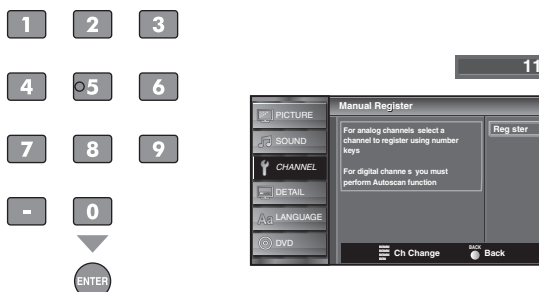 1 2 3
4 5 6
7 8 9
- 0
ENTER
11
PICTURE
SOUND
CHANNEL
DETAIL
Aa LANGUAGE
DVD
Manual Register
For analog channels select a
channel to register using number
keys
For digital channe s you must
perform Autoscan function
Reg ster
Ch Change
BACK Back